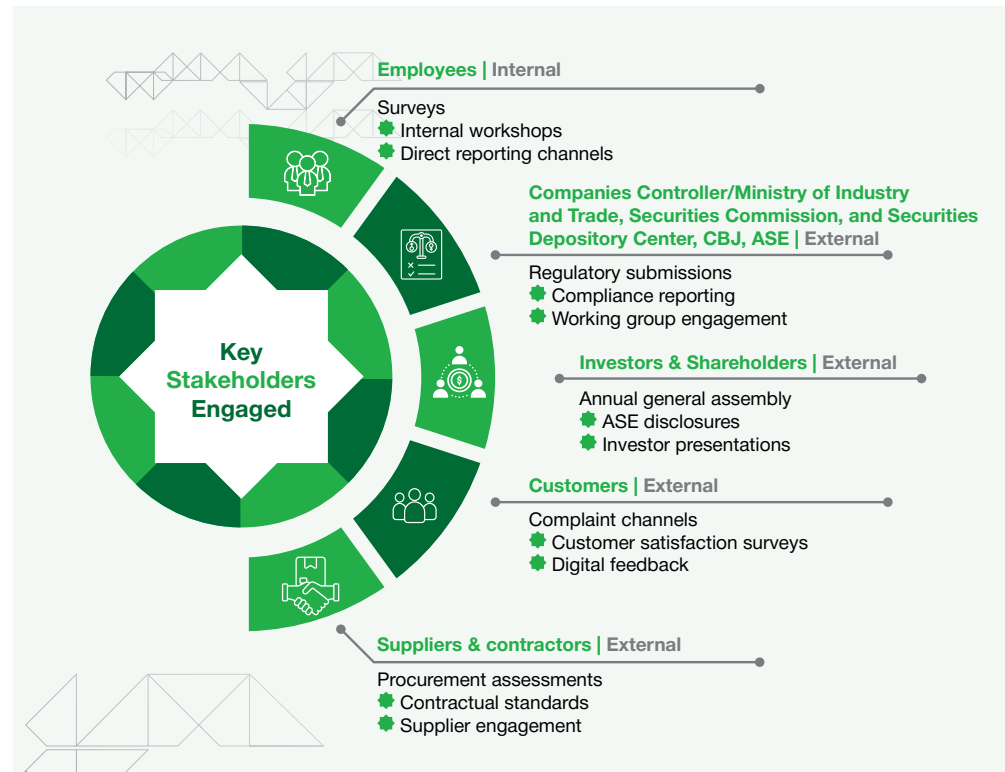 Employees | Internal
Surveys
Internal workshops
Direct reporting channels
Companies Controller/Ministry of Industry
and Trade, Securities Commission, and Securities
Depository Center, CBJ, ASE | External
Regulatory submissions
Compliance reporting
Working group engagement
Key
Stakeholders
Engaged
Investors & Shareholders | External
Annual general assembly
ASE disclosures
Investor presentations
Customers | External
Complaint channels
Customer satisfaction surveys
Digital feedback
Suppliers & contractors | External
Procurement assessments
Contractual standards
Supplier engagement